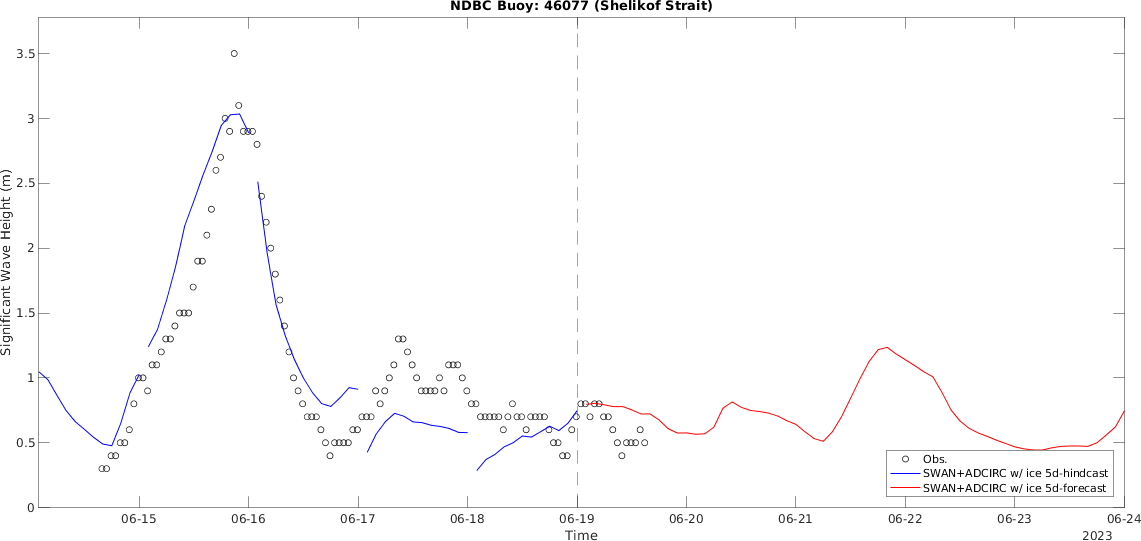 NDBC Buoy: 46077 (Shelikof Strait)
Significant Wave Height (m)
3.5
3
2.5
2
1.5
1
0.5
0
Obs.
SWAN+ADCIRC w/ ice 5d-hindcast
SWAN+ADCIRC w/ ice 5d-forecast
06-15 06-16 06-17 06-18 06-19 06-20 06-21 06-22 06-23 06-24
Time
2023